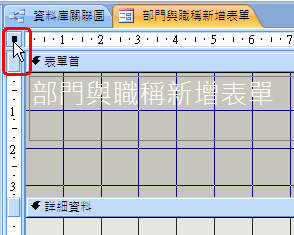 資料庫關聯圖 部門與職稱新增表單
1 2 3 4 5 6 7
表單首
部門與職稱新增表單
1
2
3
詳細資料